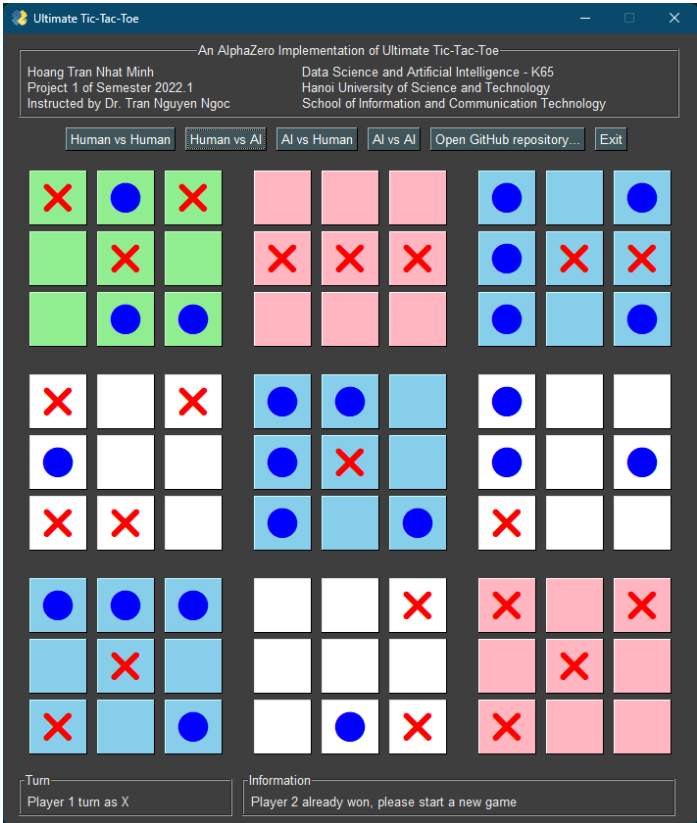 Ultimate Tic-Tac-Toe
An AlphaZero Implementation of Ultimate Tic-Tac-Toe
Hoang Tran Nhat Minh Data Science and Artificial Intelligence - K65
Project 1 of Semester 2022.1 Hanoi University of Science and Technology
Instructed by Dr. Tran Nguyen Ngoc School of Information and Communication Technology
Human vs Human Human vs AI AI vs Human AI vs AI Open GitHub repository... Exit
Turn Information
Player 1 turn as X Player 2 already won, please start a new game